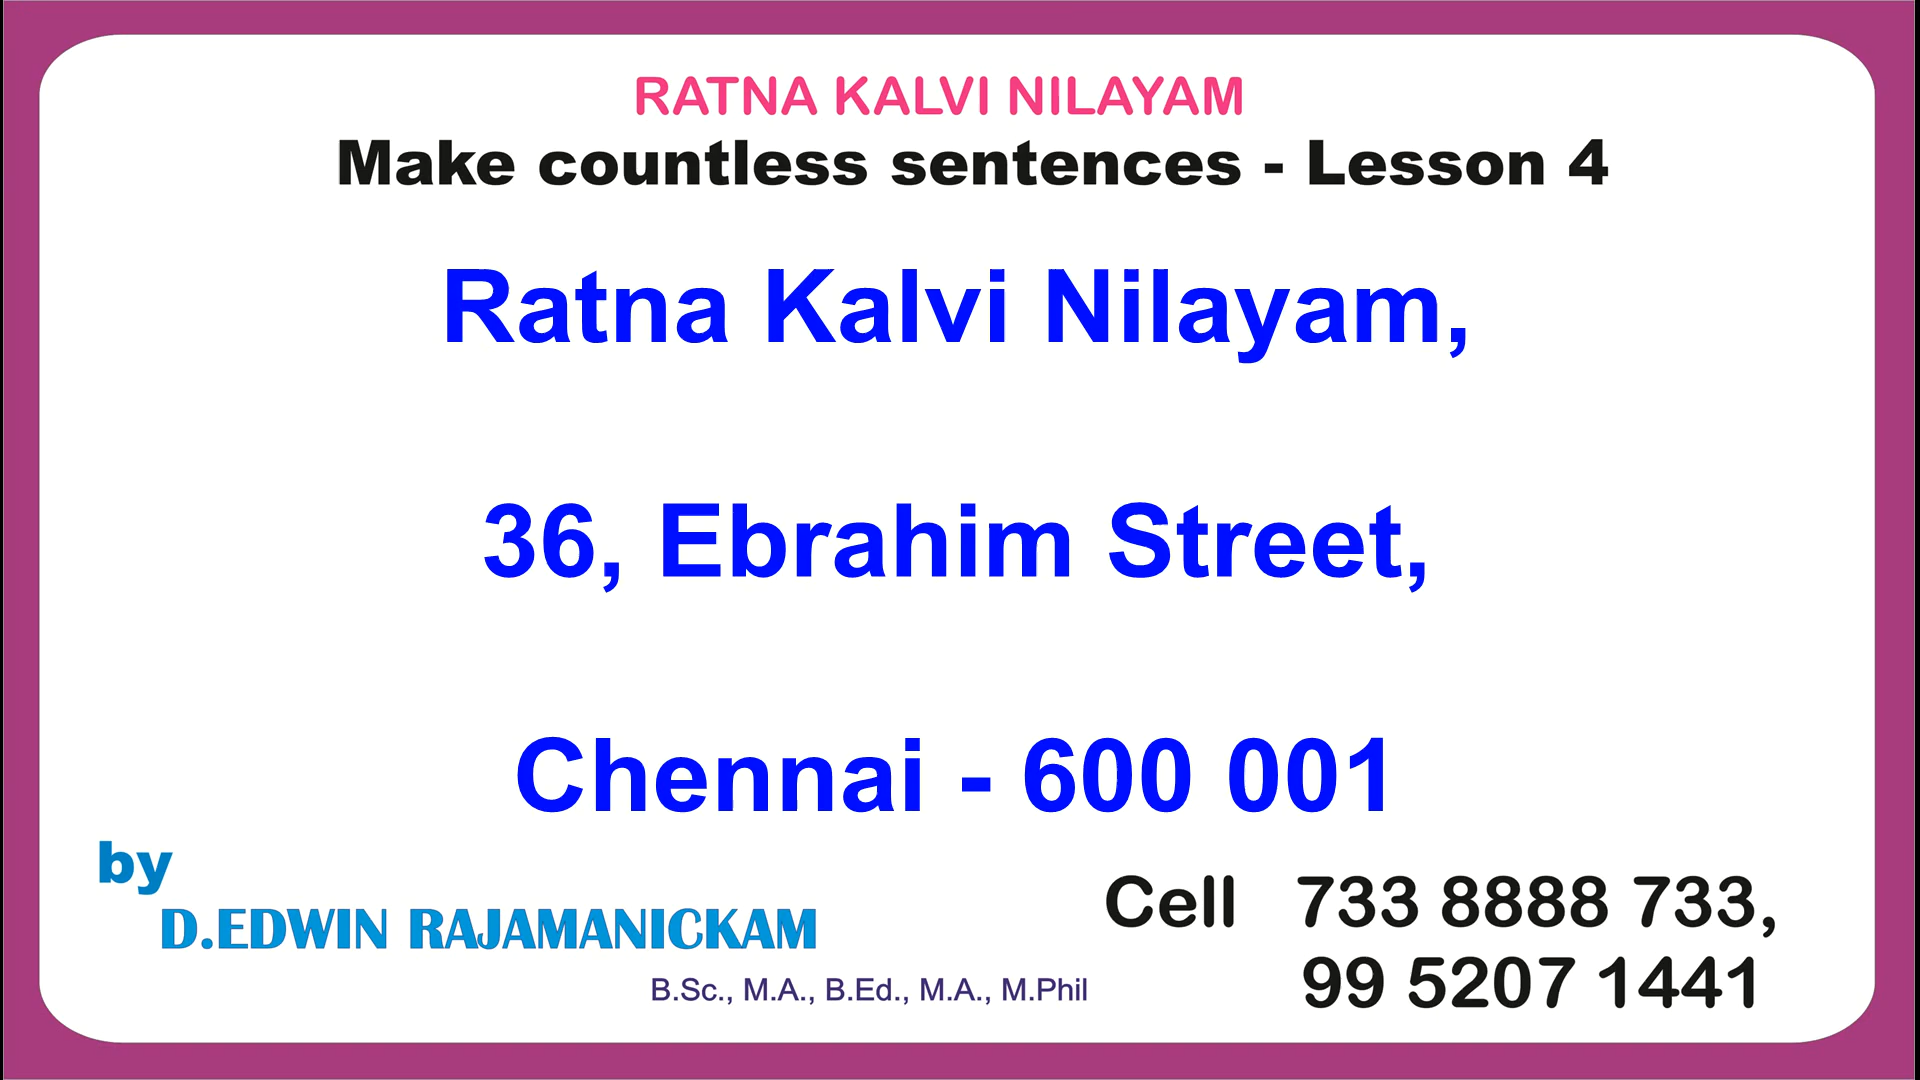 RATNA KALVI NILAYAM
Make countless sentences - Lesson 4
Ratna Kalvi Nilayam,
36, Ebrahim Street,
Chennai - 600 001
by
D.EDWIN RAJAMANICKAM
B.Sc., M.A., B.Ed., M.A., M.Phil
Cell 733 8888 733,
99 5207 1441